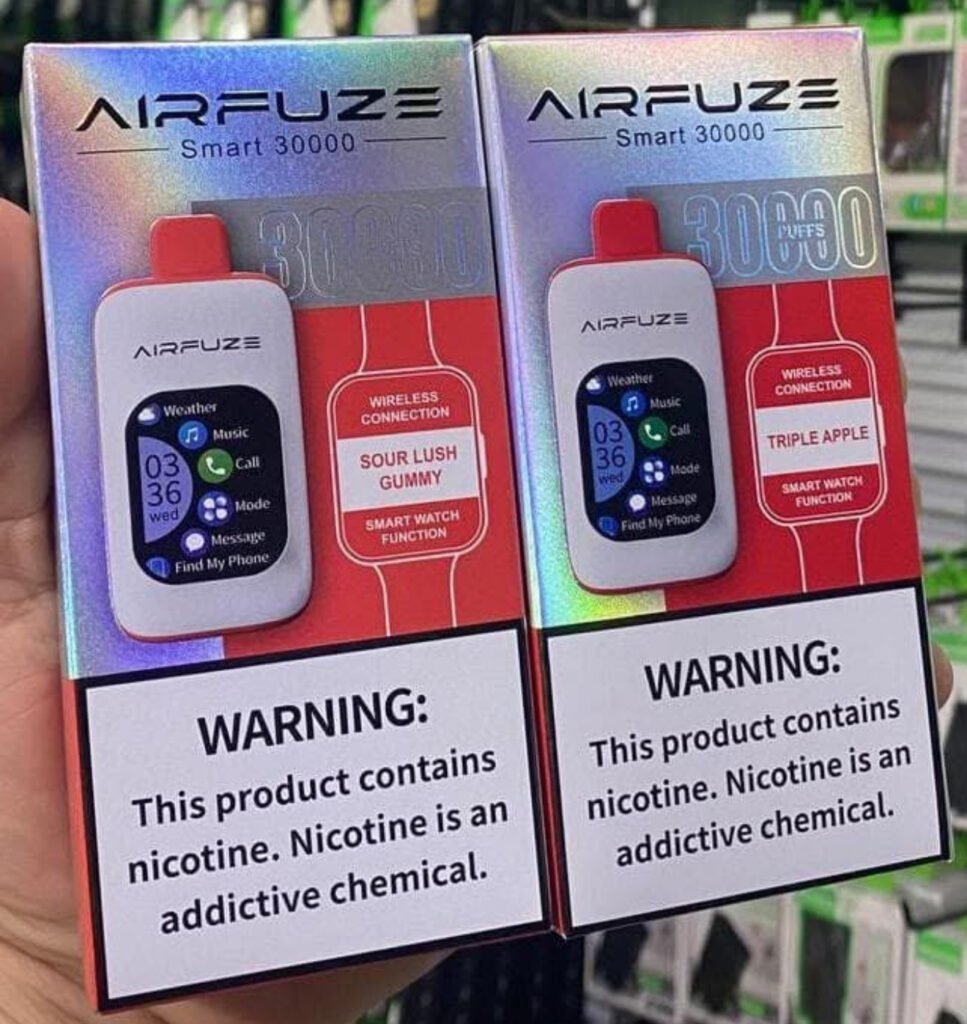 AIRFUZE
Smart 30000
30000
AIRFUZE
Weather
Music
03
36
wed
Call
Mode
Message
Find My Phone
WIRELESS
CONNECTION
SOUR LUSH
GUMMY
SMART WATCH
FUNCTION
WARNING:
This product contains
nicotine. Nicotine is an
addictive chemical.
AIRFUZE
Smart 30000
30000
PUFFS
AIRFUZE
Weather
Music
03
36
wed
Call
Mode
Message
Find My Phone
WIRELESS
CONNECTION
TRIPLE APPLE
SMART WATCH
FUNCTION
WARNING:
This product contains
nicotine. Nicotine is an
addictive chemical.